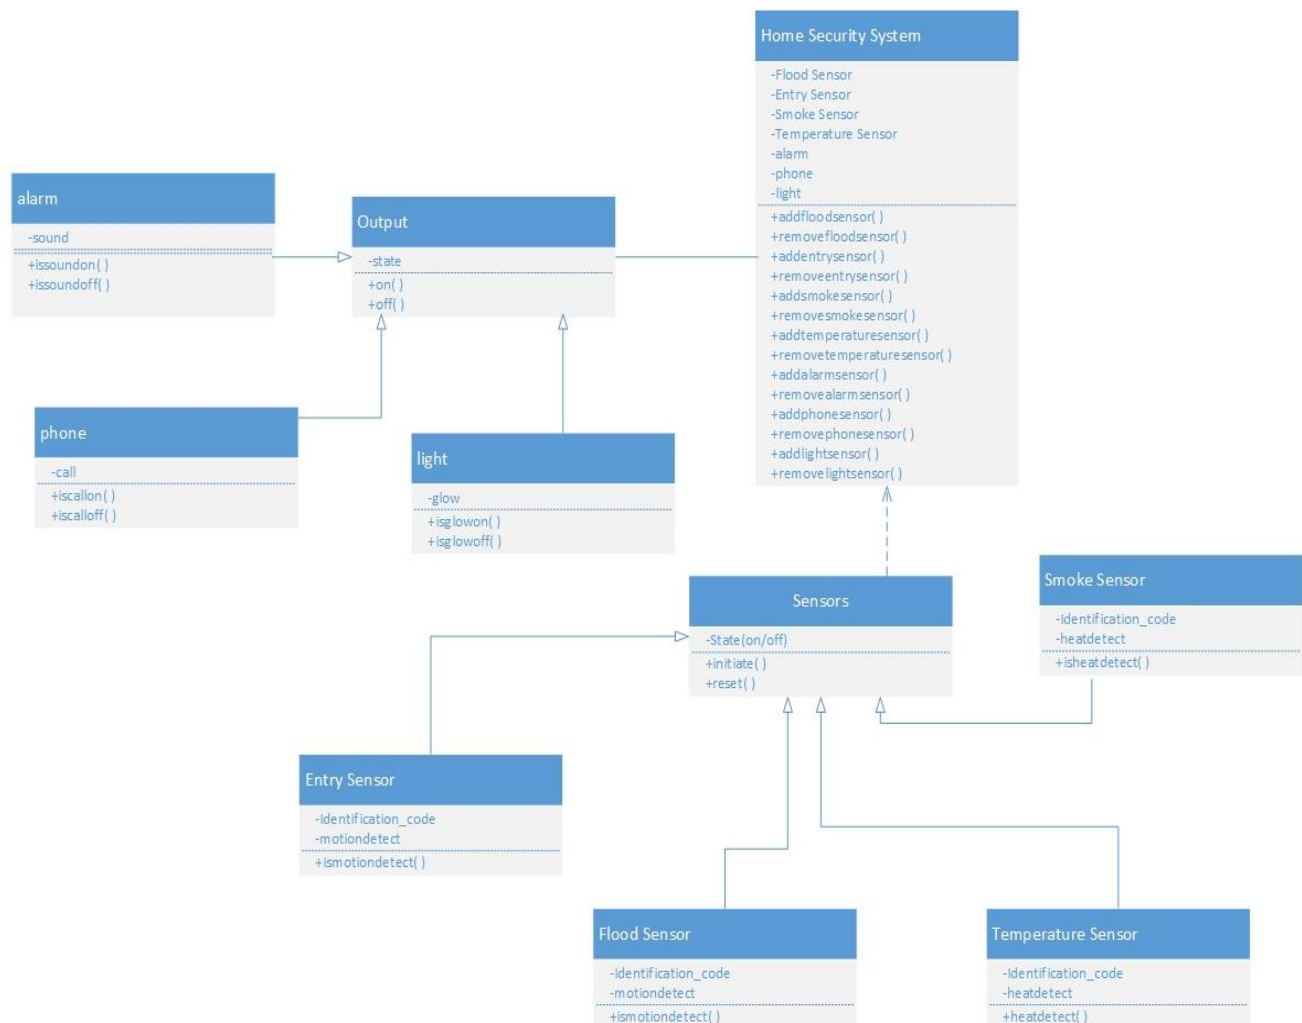 Home Security System
-Flood Sensor
-Entry Sensor
-Smoke Sensor
-Temperature Sensor
-alarm
-phone
-light
+addfloodsensor( )
+removefloodsensor( )
+addentrysensor( )
+removeentrysensor( )
+addsmokesensor( )
+removesmokesensor( )
+addtemperaturesensor( )
+removetemperaturesensor( )
+addalarmsensor( )
+removealarmsensor( )
+addphonesensor( )
+removephonesensor( )
+addlightsensor( )
+removelightsensor( )
alarm
-sound
+issoundon( )
+issoundoff( )
Output
-state
+on( )
+off( )
phone
-call
+iscallon( )
+iscalloff( )
light
-glow
+isglowon( )
+isglowoff( )
Sensors
-State(on/off)
+initiate( )
+reset( )
Smoke Sensor
-Identification_code
-heatdetect
+isheatdetect( )
Entry Sensor
-Identification_code
-motiondetect
+ismotiondetect( )
Flood Sensor
-Identification_code
-motiondetect
+ismotiondetect( )
Temperature Sensor
-Identification_code
-heatdetect
+heatdetect( )